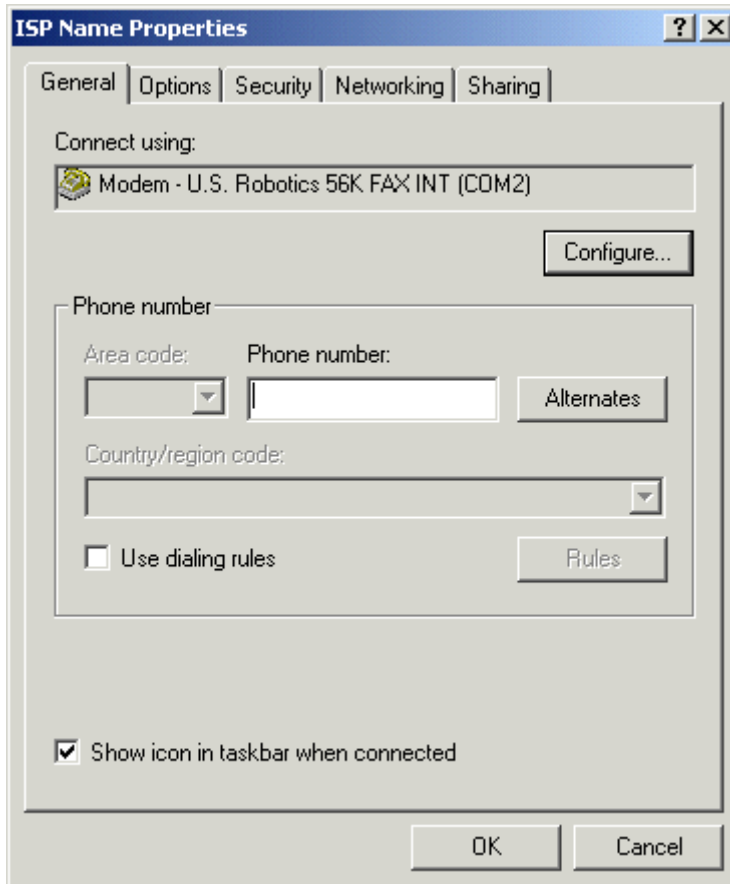 ISP Name Properties
General Options Security Networking Sharing
Connect using:
Modem - U.S. Robotics 56K FAX INT (COM2)
Configure...
Phone number
Area code: Phone number:
Alternates
Country/region code:
Use dialing rules Rules
Show icon in taskbar when connected
OK Cancel